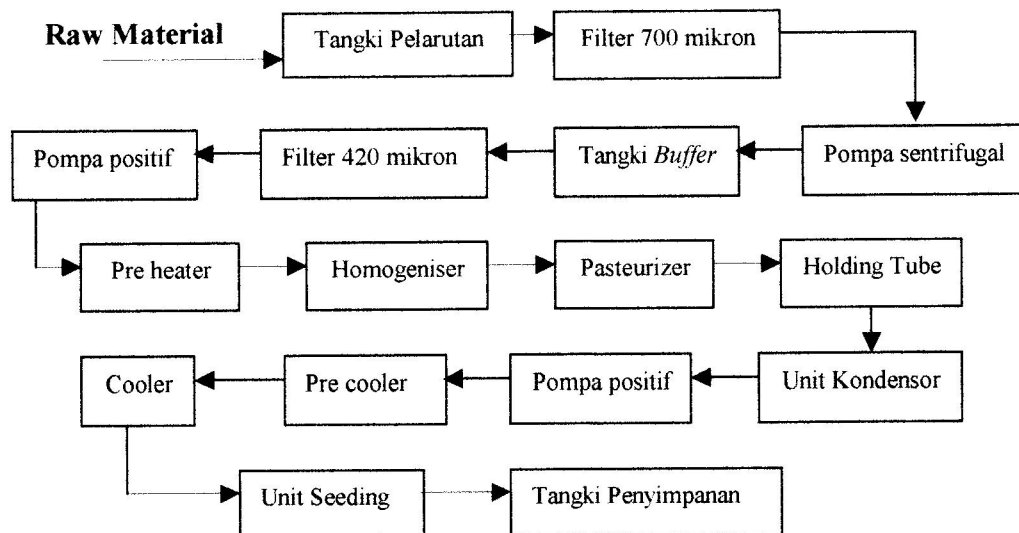 Raw Material
Tangki Pelarutan
Filter 700 mikron
Pompa sentrifugal
Tangki Buffer
Filter 420 mikron
Pompa positif
Pre heater
Homogeniser
Pasteurizer
Holding Tube
Unit Kondensor
Pompa positif
Pre cooler
Cooler
Unit Seeding
Tangki Penyimpanan